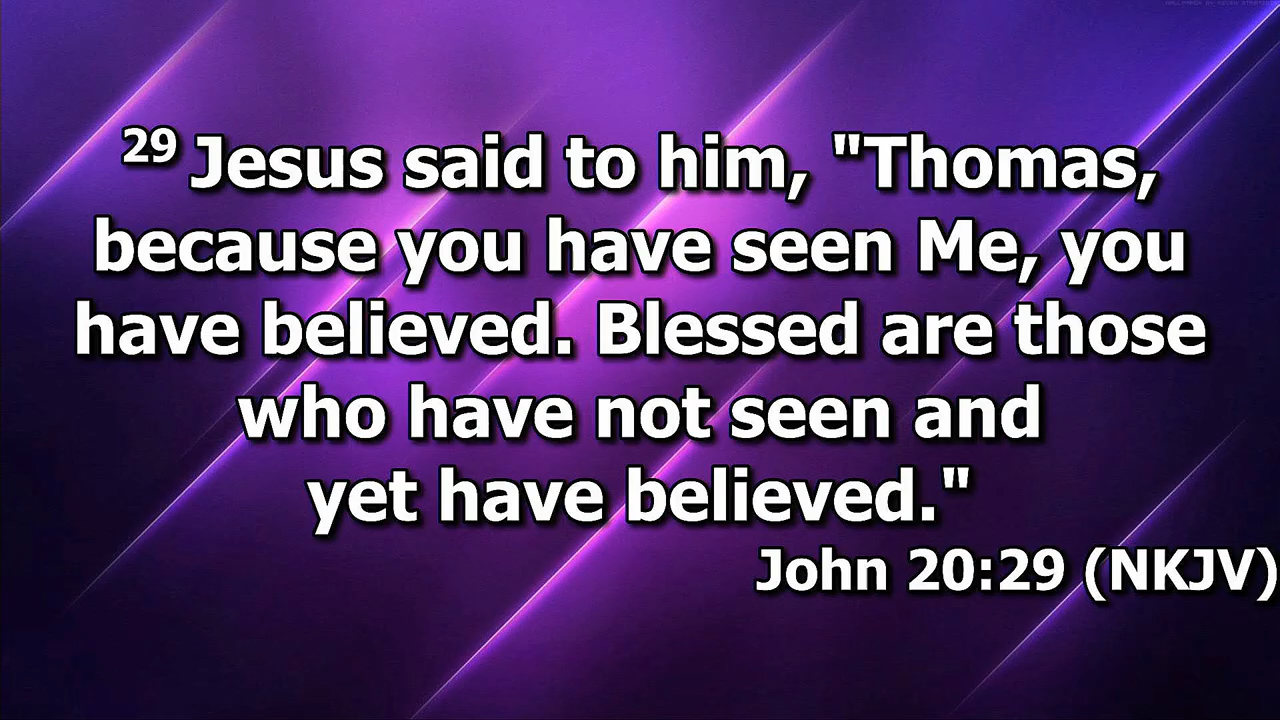 29 Jesus said to him, "Thomas,
because you have seen Me, you
have believed. Blessed are those
who have not seen and
yet have believed."
John 20:29 (NKJV)